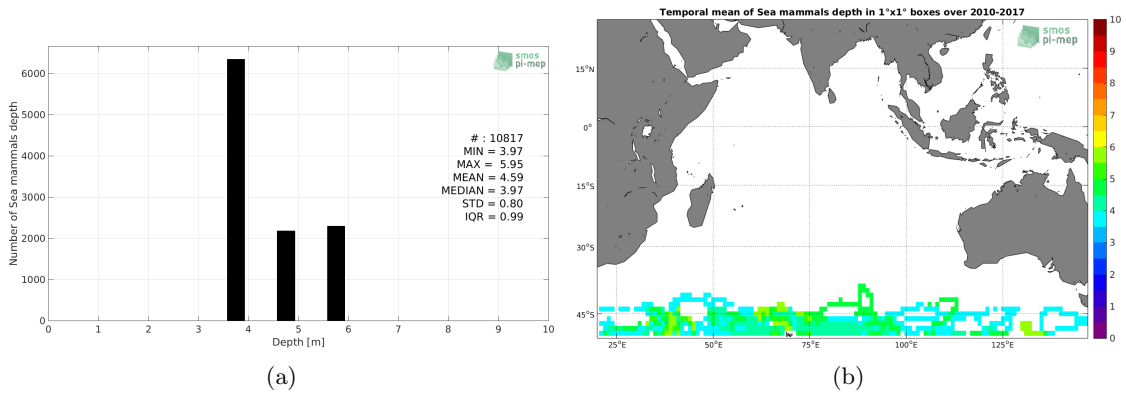 smos
pi-mep
# : 10817
MIN = 3.97
MAX = 5.95
MEAN = 4.59
MEDIAN = 3.97
STD = 0.80
IQR = 0.99
Number of Sea mammals depth
6000
5000
4000
3000
2000
1000
0
0 1 2 3 4 5 6 7 8 9 10
Depth [m]
(a)
Temporal mean of Sea mammals depth in 1°x1° boxes over 2010-2017
smos
pi-mep
15°N
0°
15°S
30°S
45°S
25°E 50°E 75°E 100°E 125°E
10
9
8
7
6
5
4
3
2
1
0
(b)